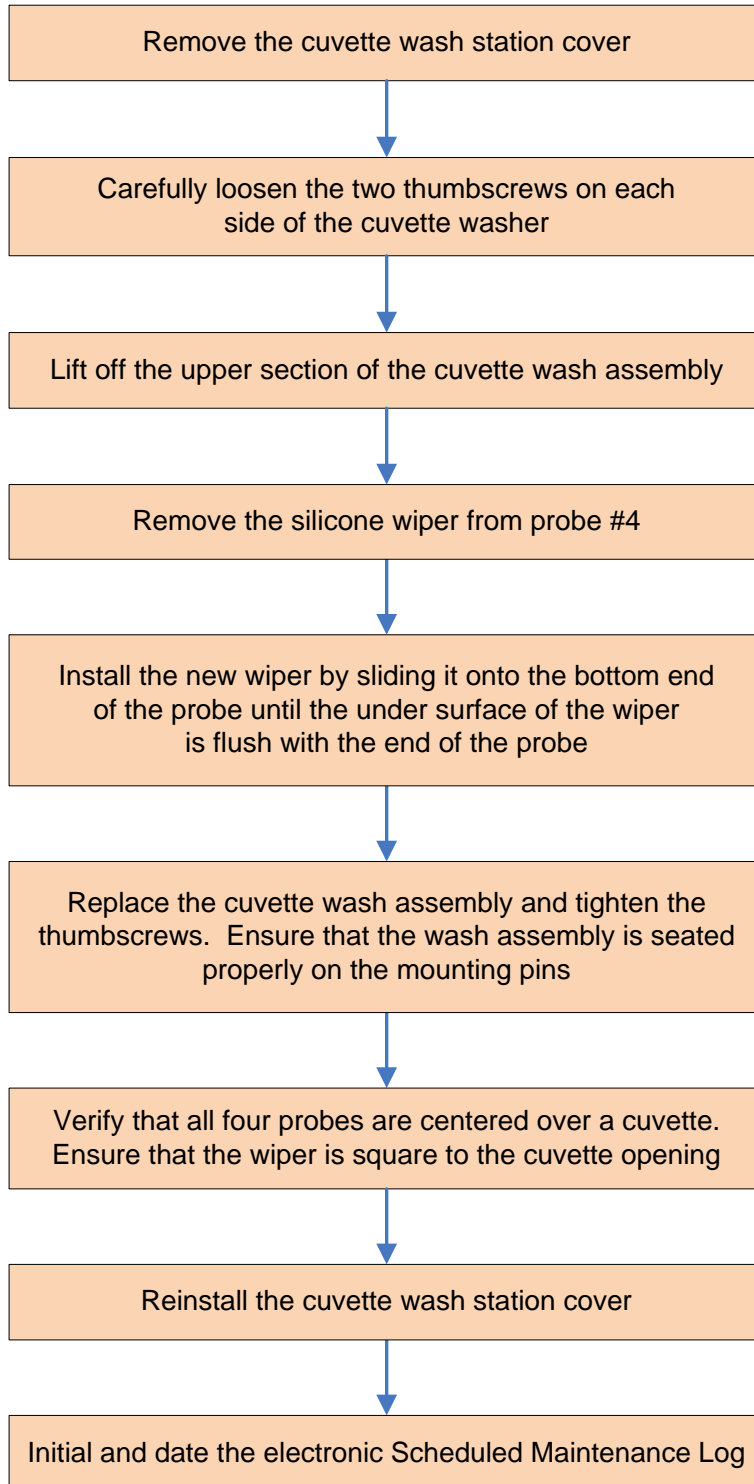 Remove the cuvette wash station cover
Carefully loosen the two thumbscrews on each
side of the cuvette washer
Lift off the upper section of the cuvette wash assembly
Remove the silicone wiper from probe #4
Install the new wiper by sliding it onto the bottom end
of the probe until the under surface of the wiper
is flush with the end of the probe
Replace the cuvette wash assembly and tighten the
thumbscrews.  Ensure that the wash assembly is seated
properly on the mounting pins
Verify that all four probes are centered over a cuvette.
Ensure that the wiper is square to the cuvette opening
Reinstall the cuvette wash station cover
Initial and date the electronic Scheduled Maintenance Log